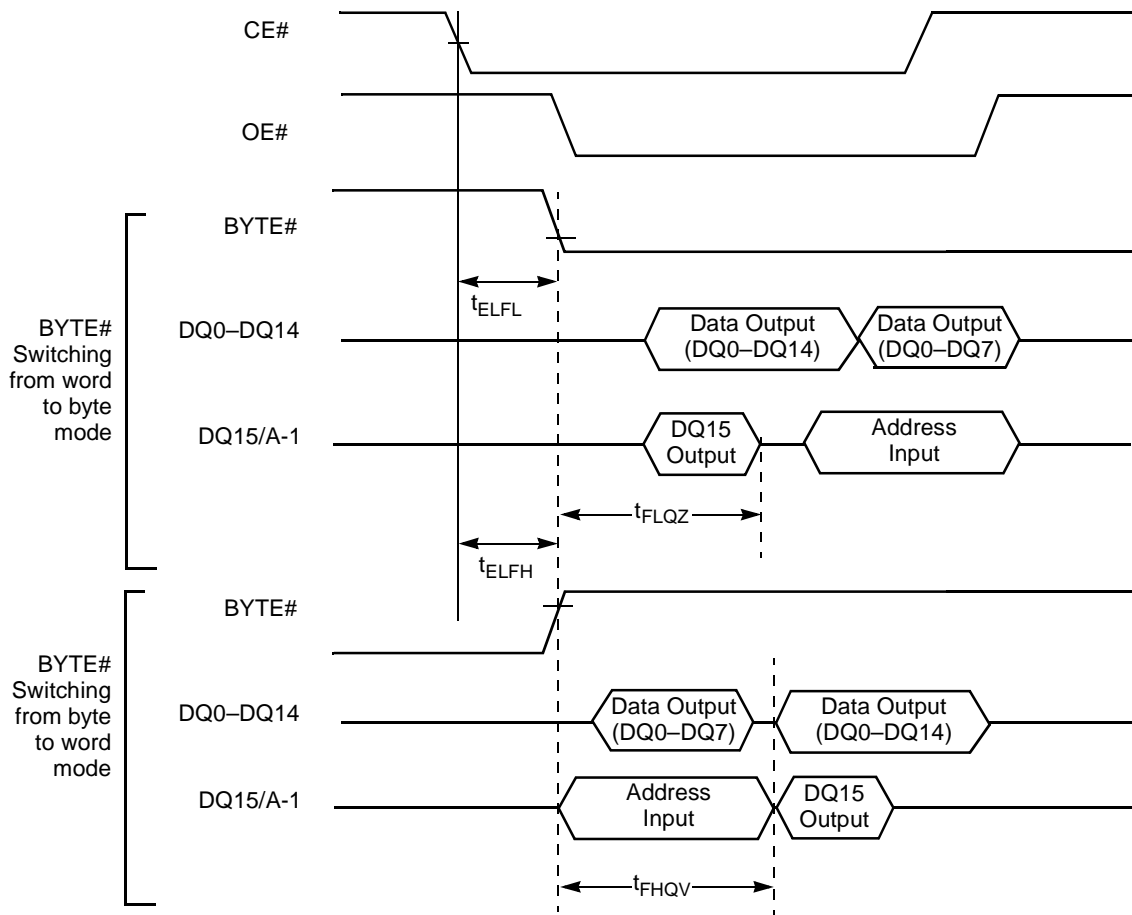 CE#
OE#
BYTE#
Switching
from word
to byte
mode
BYTE#
tELFL
DQ0–DQ14
Data Output
(DQ0–DQ14)
Data Output
(DQ0–DQ7)
DQ15/A-1
DQ15
Output
Address
Input
tFLQZ
tELFH
BYTE#
Switching
from byte
to word
mode
BYTE#
DQ0–DQ14
Data Output
(DQ0–DQ7)
Data Output
(DQ0–DQ14)
DQ15/A-1
Address
Input
DQ15
Output
tFHQV